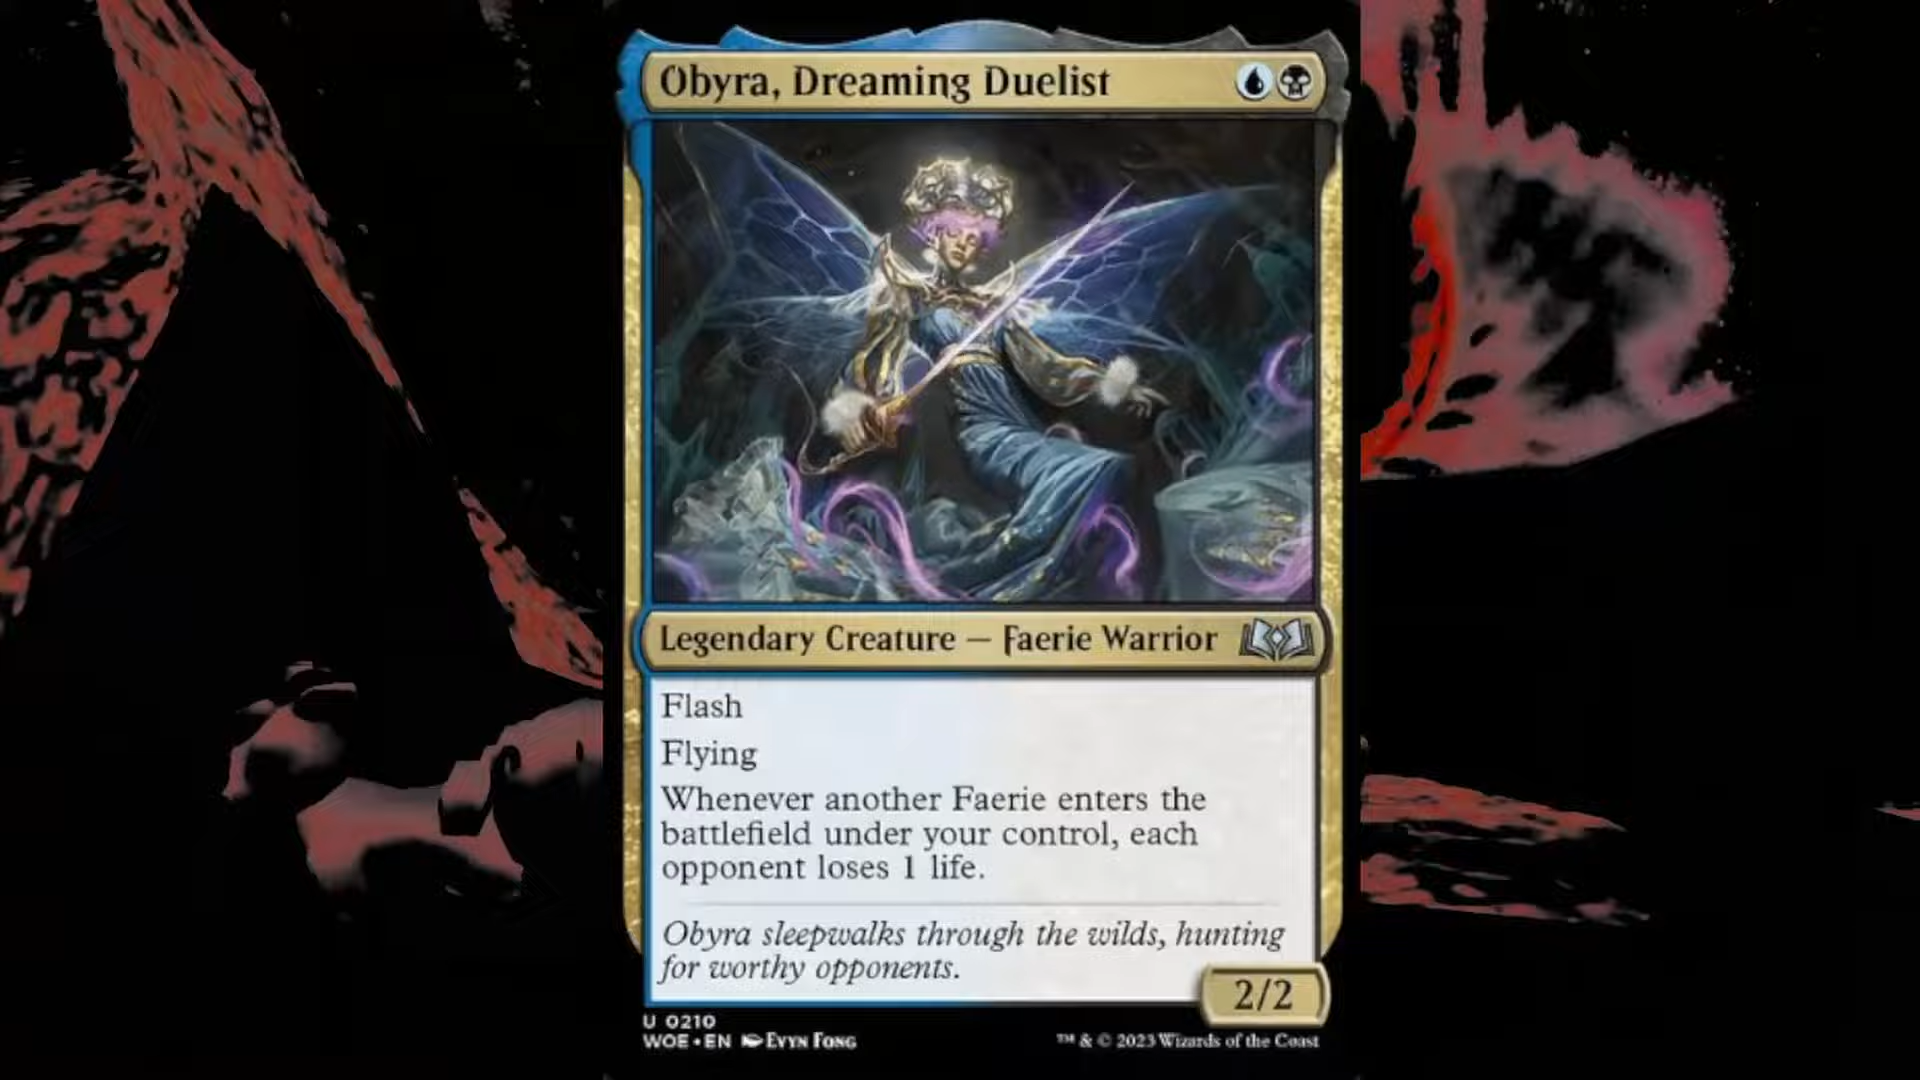 Obyra, Dreaming Duelist
Legendary Creature — Faerie Warrior
Flash
Flying
Whenever another Faerie enters the
battlefield under your control, each
opponent loses 1 life.
Obyra sleepwalks through the wilds, hunting
for worthy opponents.
2/2
U 0210
WOE • EN Evyn Fong
™ & © 2023 Wizards of the Coast